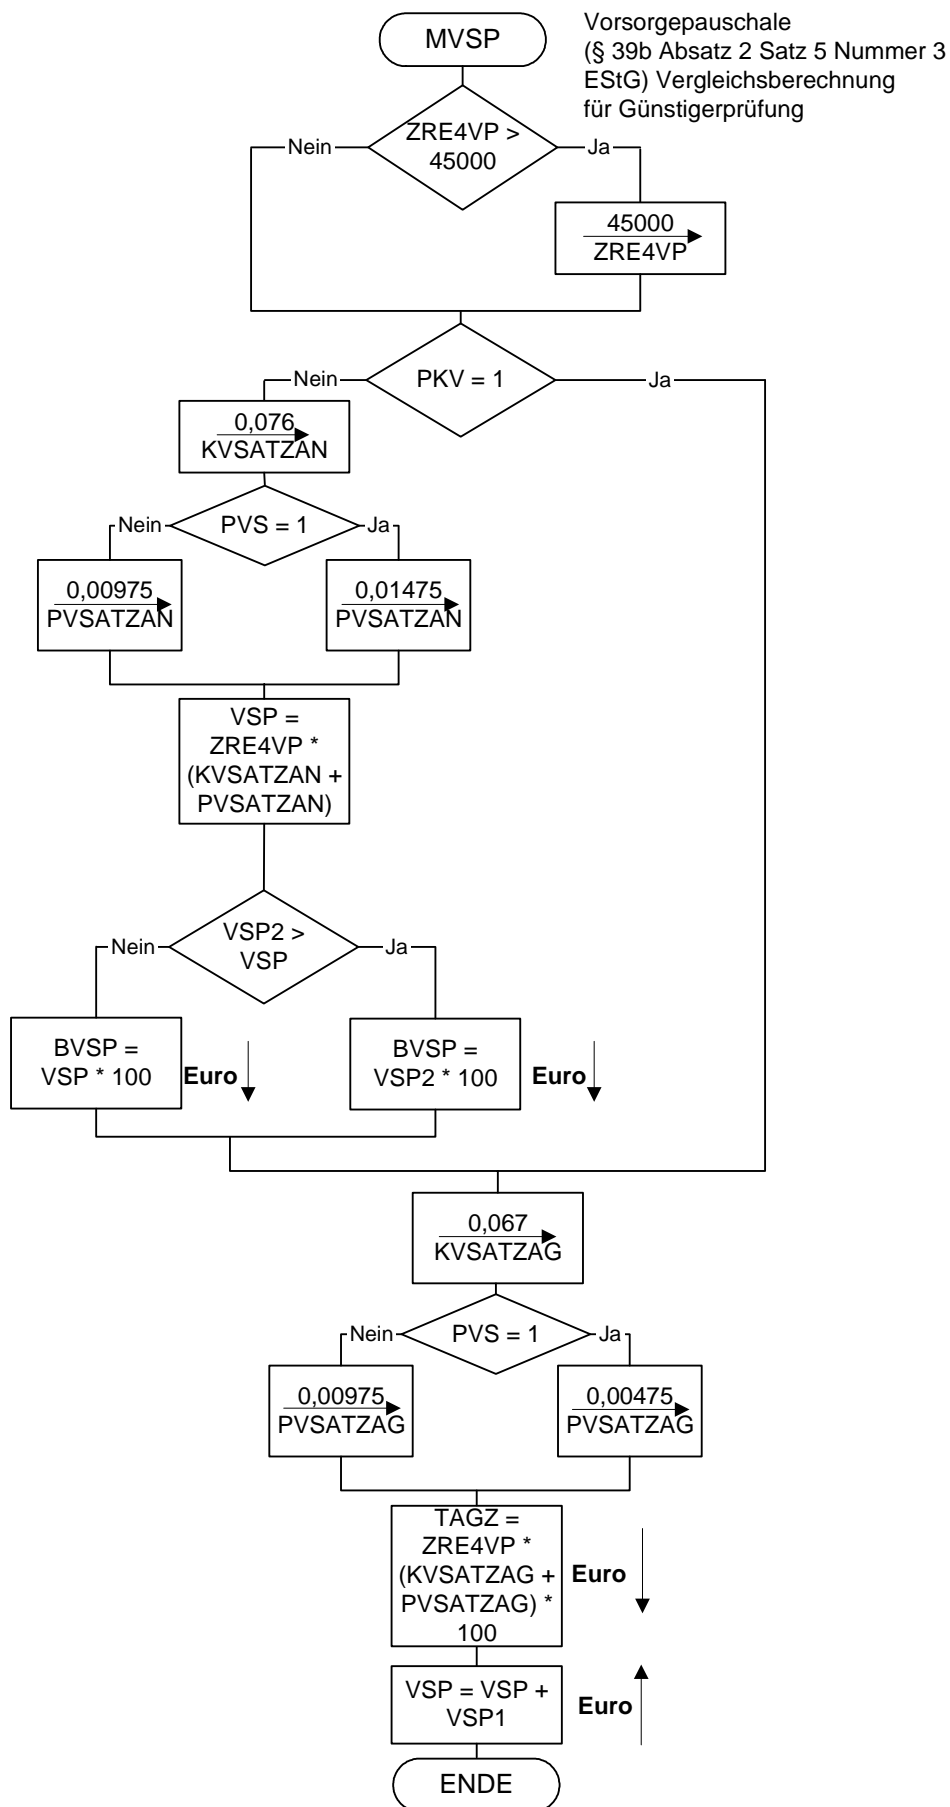 MVSP
Vorsorgepauschale
(§ 39b Absatz 2 Satz 5 Nummer 3
EStG) Vergleichsberechnung
für Günstigerprüfung
ZRE4VP >
45000
Nein
Ja
45000
ZRE4VP
PKV = 1
Nein
Ja
0,076
KVSATZAN
PVS = 1
Nein
Ja
0,00975
PVSATZAN
0,01475
PVSATZAN
VSP =
ZRE4VP *
(KVSATZAN +
PVSATZAN)
VSP2 >
VSP
Nein
Ja
BVSP =
VSP * 100
Euro
BVSP =
VSP2 * 100
Euro
0,067
KVSATZAG
PVS = 1
Nein
Ja
0,00975
PVSATZAG
0,00475
PVSATZAG
TAGZ =
ZRE4VP *
(KVSATZAG +
PVSATZAG) *
100
Euro
VSP = VSP +
VSP1
Euro
ENDE